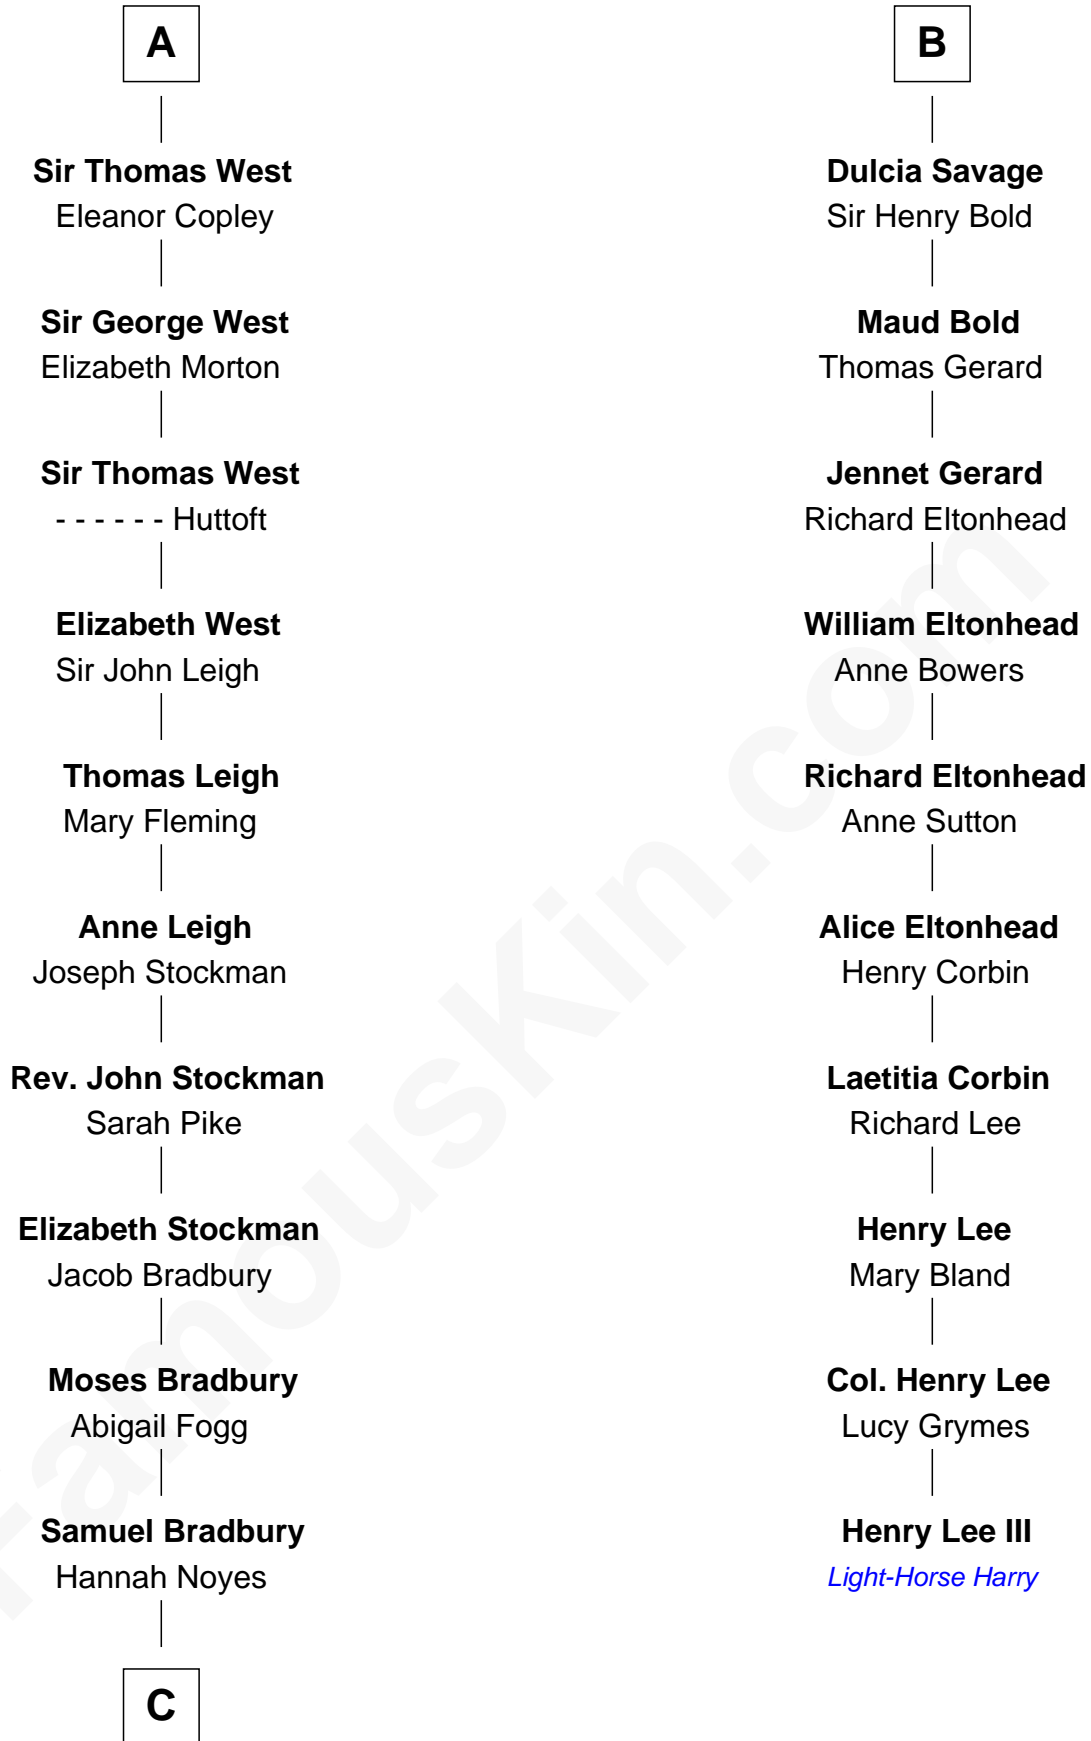 A
Sir Thomas West
Eleanor Copley
Sir George West
Elizabeth Morton
Sir Thomas West
- - - - - - Huttoft
Elizabeth West
Sir John Leigh
Thomas Leigh
Mary Fleming
Anne Leigh
Joseph Stockman
Rev. John Stockman
Sarah Pike
Elizabeth Stockman
Jacob Bradbury
Moses Bradbury
Abigail Fogg
Samuel Bradbury
Hannah Noyes
C
B
Dulcia Savage
Sir Henry Bold
Maud Bold
Thomas Gerard
Jennet Gerard
Richard Eltonhead
William Eltonhead
Anne Bowers
Richard Eltonhead
Anne Sutton
Alice Eltonhead
Henry Corbin
Laetitia Corbin
Richard Lee
Henry Lee
Mary Bland
Col. Henry Lee
Lucy Grymes
Henry Lee III
Light-Horse Harry
FamousKin.com